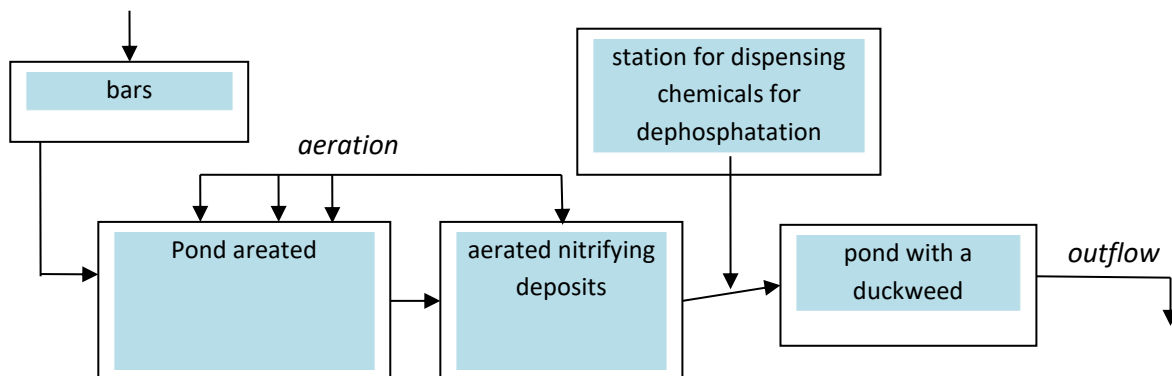 bars
station for dispensing
chemicals for
dephosphatation
aeration
Pond areated
aerated nitrifying
deposits
pond with a
duckweed
outflow